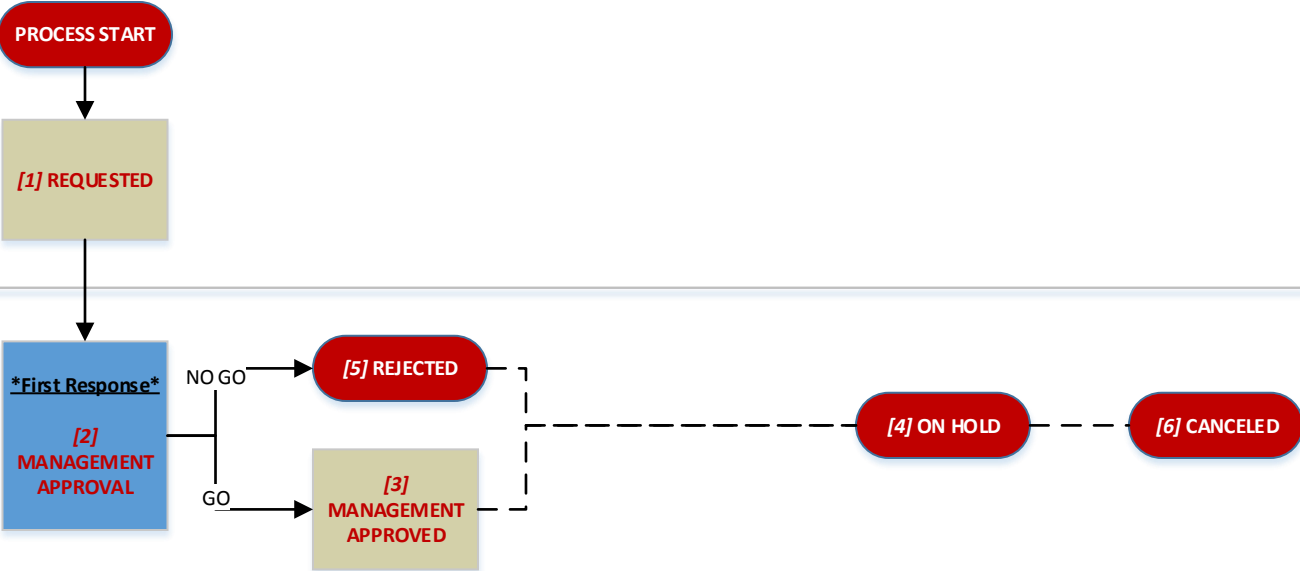 PROCESS START
[1] REQUESTED
*First Response*
[2]
MANAGEMENT
APPROVAL
NO GO
GO
[5] REJECTED
[3]
MANAGEMENT
APPROVED
[4] ON HOLD
[6] CANCELED